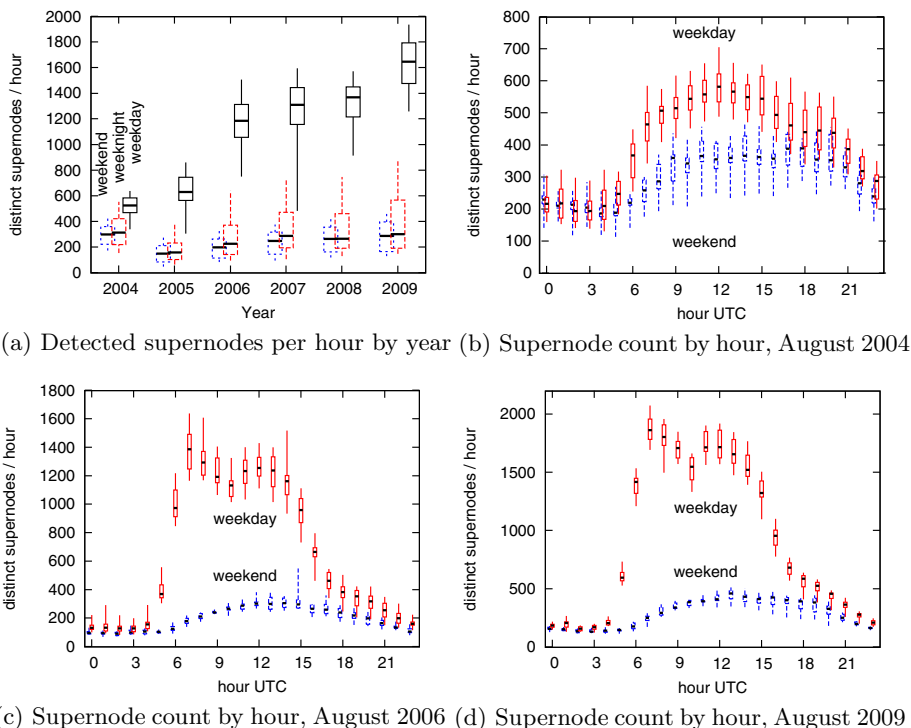 distinct supernodes / hour
2000
1800
1600
1400
1200
1000
800
600
400
200
0
weekend
weeknight
weekday
2004 2005 2006 2007 2008 2009
Year
(a) Detected supernodes per hour by year
distinct supernodes / hour
800
700
600
500
400
300
200
100
0
weekday
weekend
0 3 6 9 12 15 18 21
hour UTC
(b) Supernode count by hour, August 2004
distinct supernodes / hour
1800
1600
1400
1200
1000
800
600
400
200
0
weekday
weekend
0 3 6 9 12 15 18 21
hour UTC
(c) Supernode count by hour, August 2006
distinct supernodes / hour
2000
1500
1000
500
0
weekday
weekend
0 3 6 9 12 15 18 21
hour UTC
(d) Supernode count by hour, August 2009